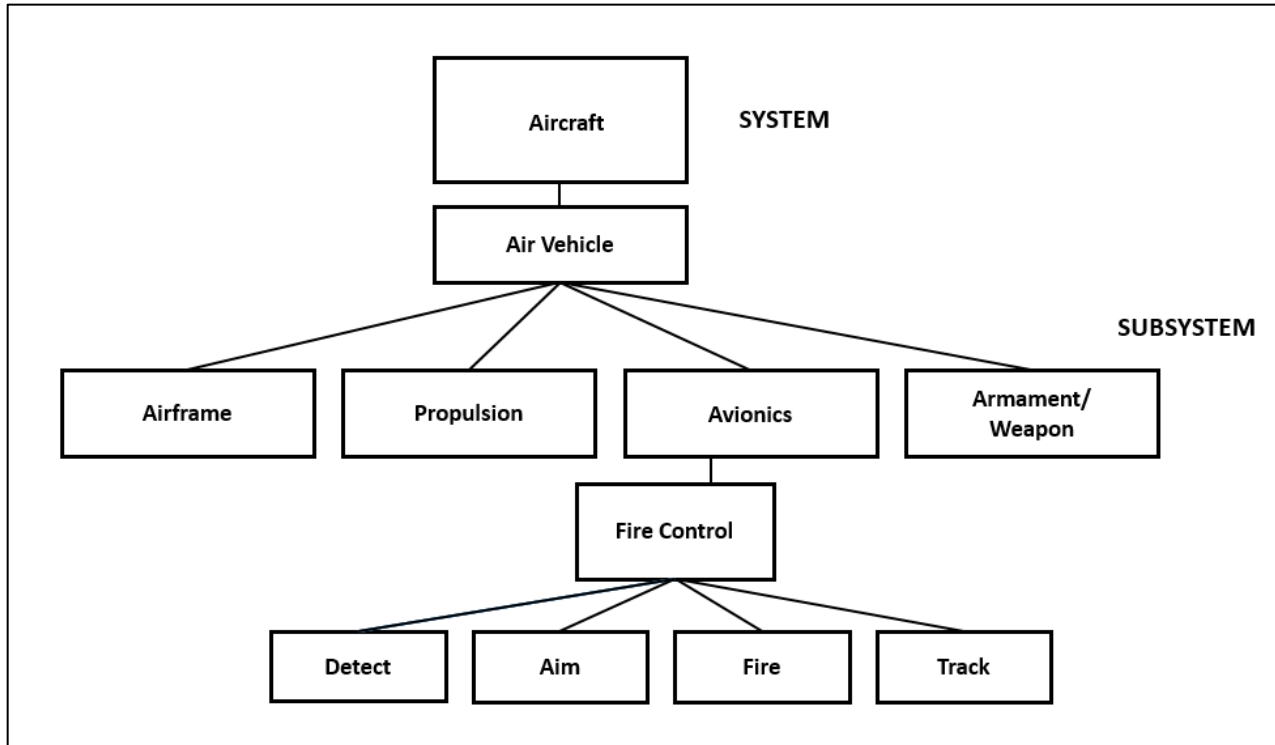 Aircraft
SYSTEM
Air Vehicle
SUBSYSTEM
Airframe
Propulsion
Avionics
Armament/
Weapon
Fire Control
Detect
Aim
Fire
Track